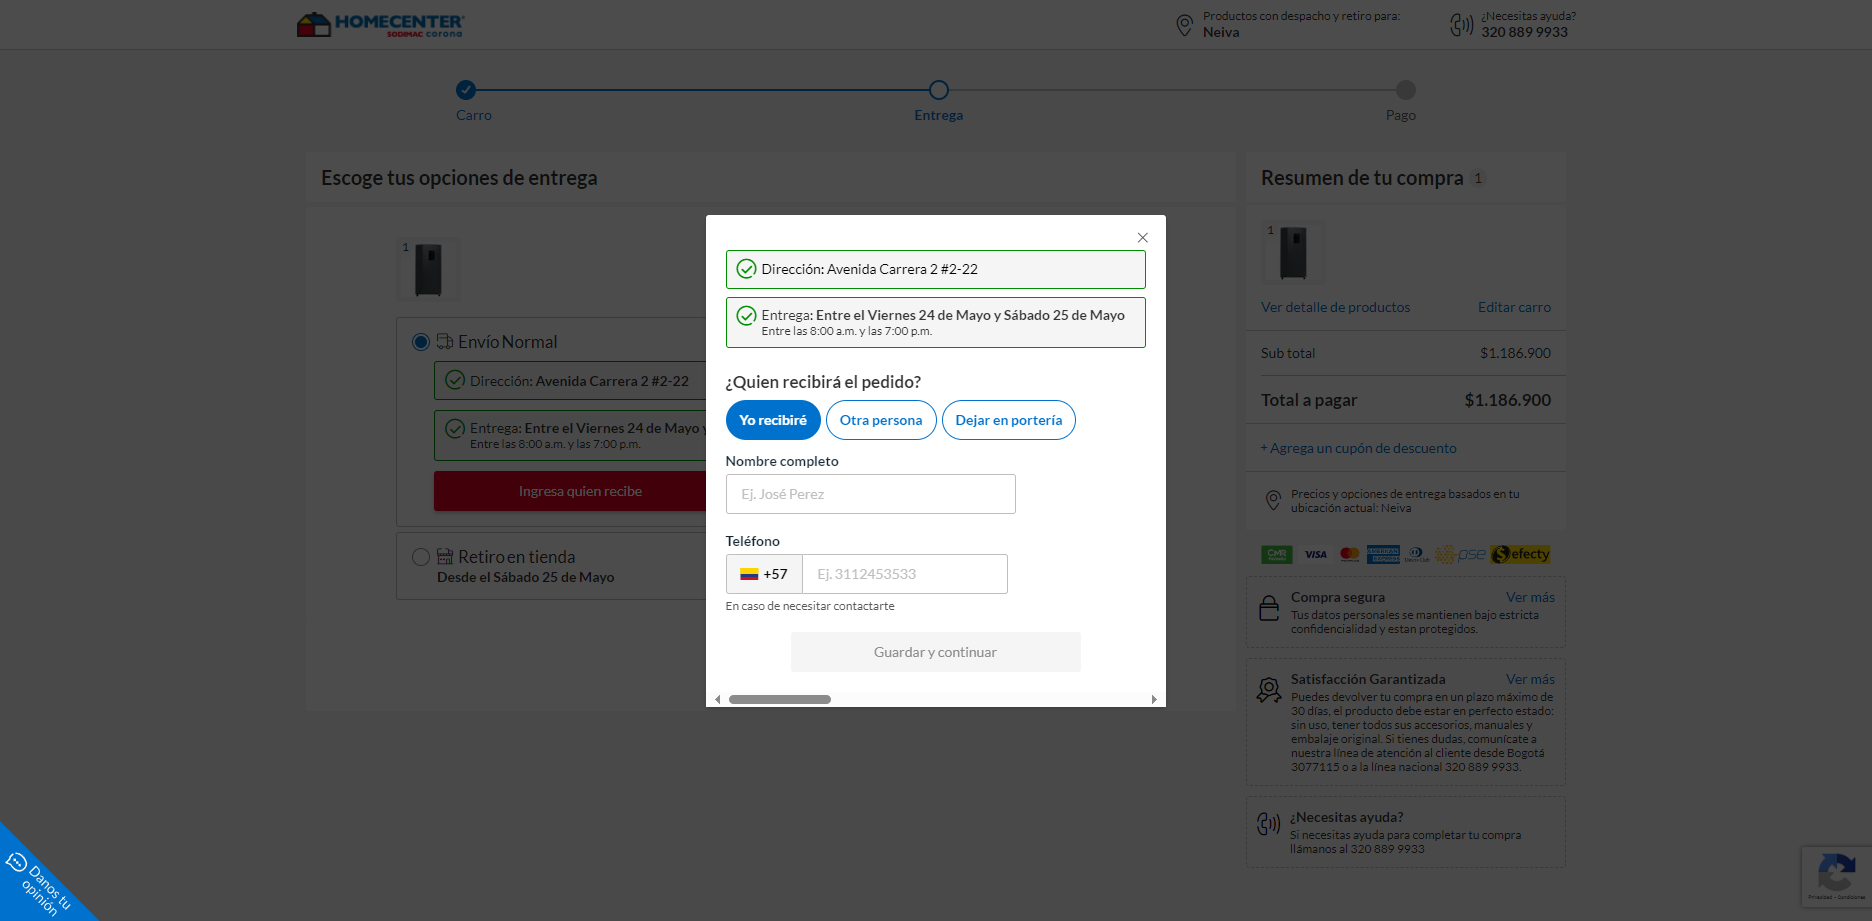 HOMECENTER
SODIMAC corona
Productos con despacho y retiro para:
Neiva
¿Necesitas ayuda?
320 889 9933
Carro
Entrega
Pago
Escoge tus opciones de entrega
1
Envío Normal
Dirección: Avenida Carrera 2 #2-22
Entrega: Entre el Viernes 24 de Mayo y
Entre las 8:00 a.m. y las 7:00 p.m.
Ingresa quien recibe
Retiro en tienda
Desde el Sábado 25 de Mayo
Dirección: Avenida Carrera 2 #2-22
Entrega: Entre el Viernes 24 de Mayo y Sábado 25 de Mayo
Entre las 8:00 a.m. y las 7:00 p.m.
¿Quien recibirá el pedido?
Yo recibiré
Otra persona
Dejar en portería
Nombre completo
Ej. José Perez
Teléfono
+57
Ej. 3112453533
En caso de necesitar contactarte
Guardar y continuar
Resumen de tu compra 1
1
Ver detalle de productos
Editar carro
Sub total
$1.186.900
Total a pagar
$1.186.900
+ Agrega un cupón de descuento
Precios y opciones de entrega basados en tu
ubicación actual: Neiva
CMR
VISA
AMERICAN EXPRESS
pse
efecty
Compra segura
Ver más
Tus datos personales se mantienen bajo estricta
confidencialidad y estan protegidos.
Satisfacción Garantizada
Ver más
Puedes devolver tu compra en un plazo máximo de
30 días, el producto debe estar en perfecto estado:
sin uso, tener todos sus accesorios, manuales y
embalaje original. Si tienes dudas, comunícate a
nuestra línea de atención al cliente desde Bogotá
3077115 o a la línea nacional 320 889 9933.
¿Necesitas ayuda?
Si necesitas ayuda para completar tu compra
llámanos al 320 889 9933
Danos tu
opinión
Privacidad - Condiciones